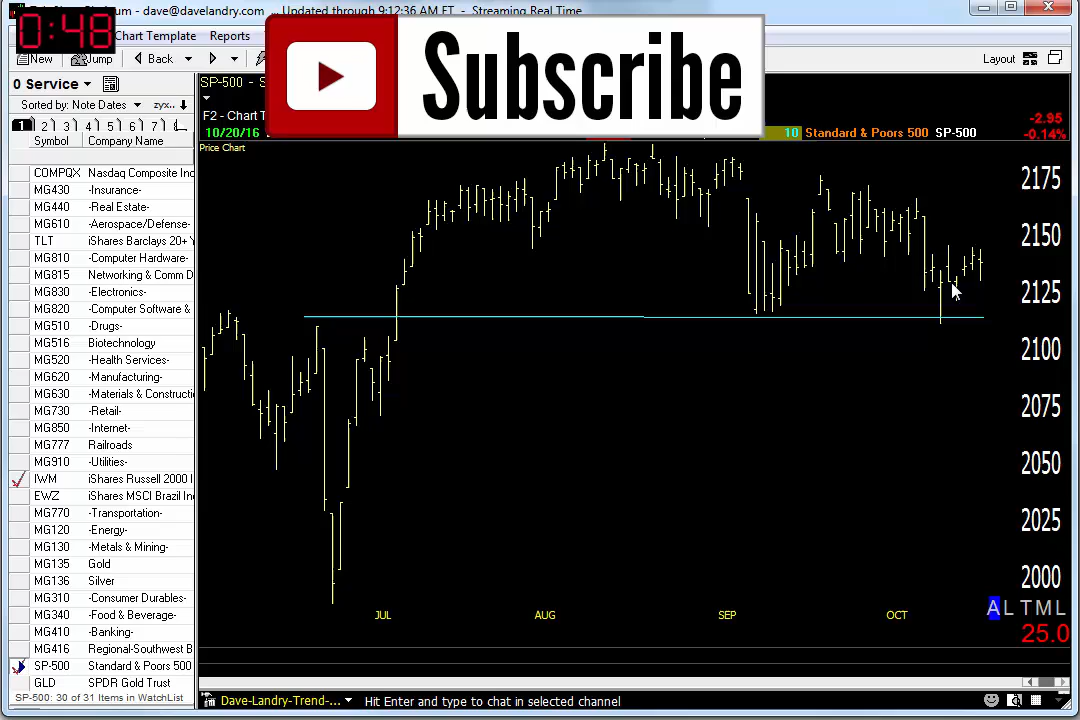 dave@davelandry.com
Updated through 9:12:36 AM ET - Streaming Real Time
0:48
Chart Template Reports
New Jump Back
Layout
Subscribe
0 Service
Sorted by: Note Dates zyx..
1 2 3 4 5 6 7
Symbol Company Name
SP-500 - S
F2 - Chart T
10/20/16
10 Standard & Poors 500 SP-500
-2.95
-0.14%
Price Chart
COMPQX Nasdaq Composite Ind
MG430 -Insurance-
MG440 -Real Estate-
MG610 -Aerospace/Defense-
TLT iShares Barclays 20+ Y
MG810 -Computer Hardware-
MG815 Networking & Comm D
MG830 -Electronics-
MG820 -Computer Software &
MG510 -Drugs-
MG516 Biotechnology
MG520 -Health Services-
MG620 -Manufacturing-
MG630 -Materials & Constructi
MG730 -Retail-
MG850 -Internet-
MG777 Railroads
MG910 -Utilities-
IWM iShares Russell 2000 I
EWZ iShares MSCI Brazil In
MG770 -Transportation-
MG120 -Energy-
MG130 -Metals & Mining-
MG135 Gold
MG136 Silver
MG310 -Consumer Durables-
MG340 -Food & Beverage-
MG410 -Banking-
MG416 Regional-Southwest B
SP-500 Standard & Poors 500
GLD SPDR Gold Trust
SP-500: 30 of 31 Items in WatchList
2175
2150
2125
2100
2075
2050
2025
2000
JUL AUG SEP OCT
A L T M L
25.0
Dave-Landry-Trend-... Hit Enter and type to chat in selected channel